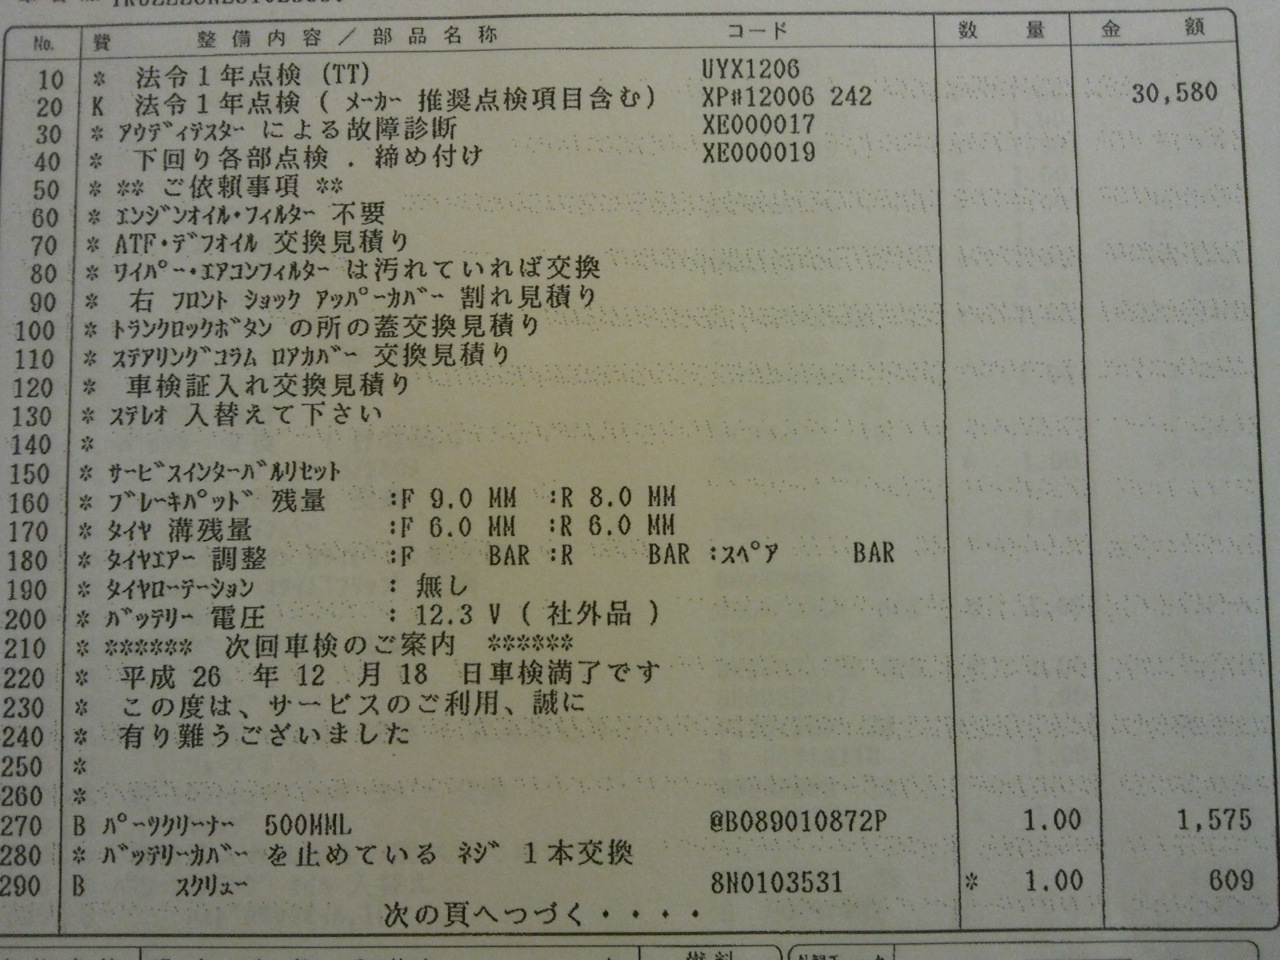 No. 費 整備内容／部品名称 コード 数量 金額
10 * 法令１年点検 (TT) UYX1206
20 K 法令１年点検 ( ﾒｰｶｰ 推奨点検項目含む) XP#12006 242 30,580
30 * ｱｳﾃﾞｨﾃｽﾀｰ による故障診断 XE000017
40 * 下回り各部点検 . 締め付け XE000019
50 * ** ご依頼事項 **
60 * ｴﾝｼﾞﾝｵｲﾙ･ﾌｨﾙﾀｰ 不要
70 * ATF･ﾃﾞﾌｵｲﾙ 交換見積り
80 * ﾜｲﾊﾟｰ･ｴｱｺﾝﾌｨﾙﾀｰ は汚れていれば交換
90 * 右 ﾌﾛﾝﾄ ｼｮｯｸ ｱｯﾊﾟｰｶﾊﾞｰ 割れ見積り
100 * ﾄﾗﾝｸﾛｯｸﾎﾞﾀﾝ の所の蓋交換見積り
110 * ｽﾃｱﾘﾝｸﾞｺﾗﾑ ﾛｱｶﾊﾞｰ 交換見積り
120 * 車検証入れ交換見積り
130 * ｽﾃﾚｵ 入替えて下さい
140 *
150 * ｻｰﾋﾞｽｲﾝﾀｰﾊﾞﾙﾘｾｯﾄ
160 * ﾌﾞﾚｰｷﾊﾟｯﾄﾞ 残量 :F 9.0 MM :R 8.0 MM
170 * ﾀｲﾔ 溝残量 :F 6.0 MM :R 6.0 MM
180 * ﾀｲﾔｴｱｰ 調整 :F BAR :R BAR :ｽﾍﾟｱ BAR
190 * ﾀｲﾔﾛｰﾃｰｼｮﾝ : 無し
200 * ﾊﾞｯﾃﾘｰ 電圧 : 12.3 V ( 社外品 )
210 * ****** 次回車検のご案内 ******
220 * 平成 26 年 12 月 18 日車検満了です
230 * この度は、サービスのご利用、誠に
240 * 有り難うございました
250 *
260 *
270 B ﾊﾟｰﾂｸﾘｰﾅｰ 500MML @B089010872P 1.00 1,575
280 * ﾊﾞｯﾃﾘｰｶﾊﾞｰ を止めている ﾈｼﾞ １本交換
290 B ｽｸﾘｭｰ 8N0103531 * 1.00 609
次の頁へつづく・・・・
燃料